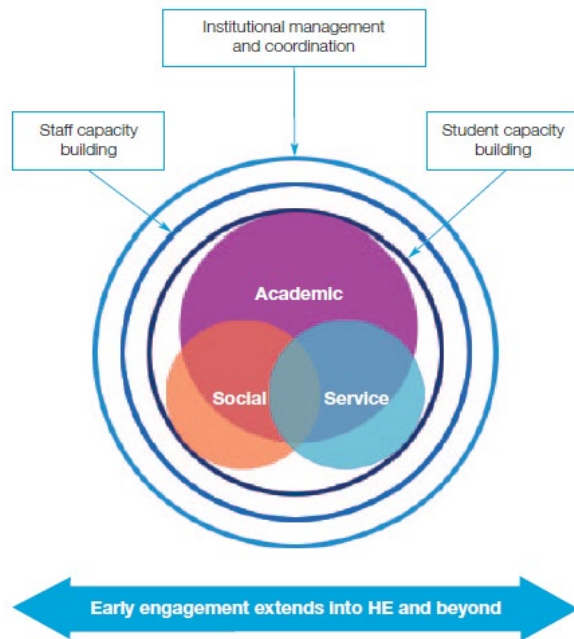 Institutional management
and coordination
Staff capacity
building
Student capacity
building
Academic
Social
Service
Early engagement extends into HE and beyond